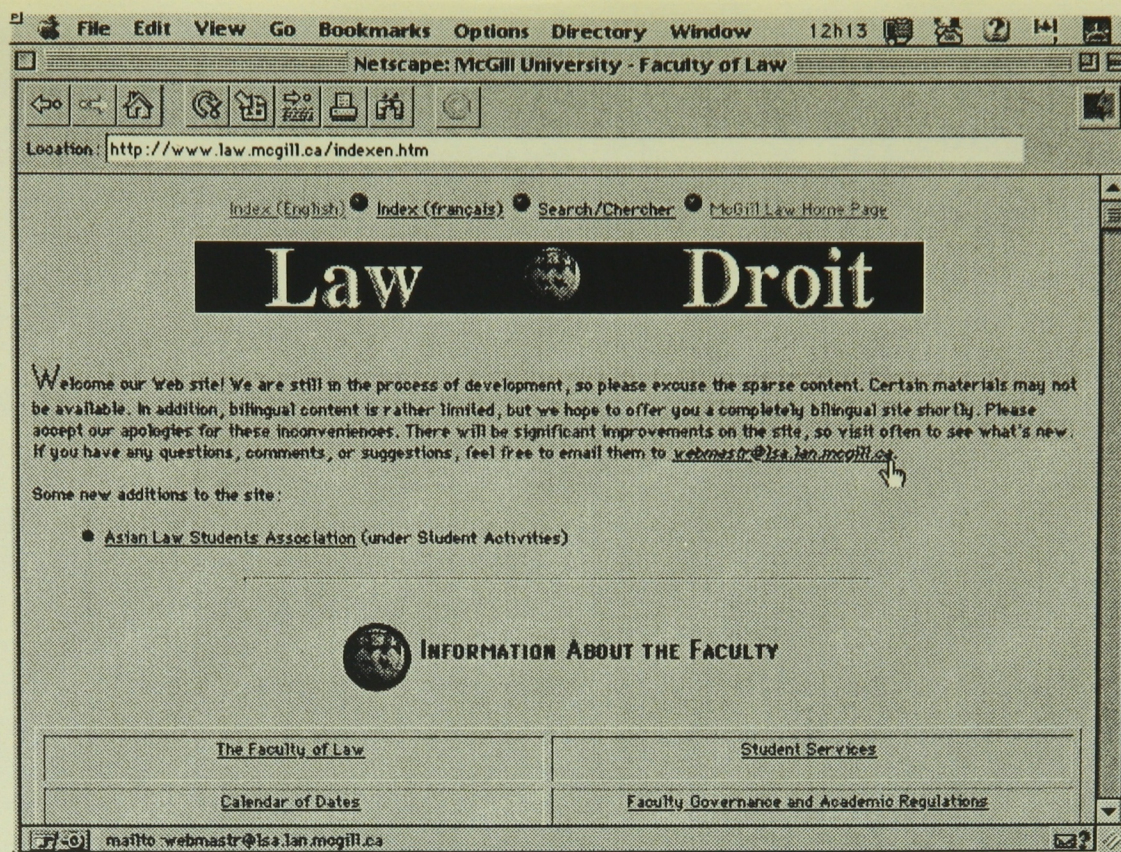 File Edit View Go Bookmarks Options Directory Window 12h13
Netscape: McGill University - Faculty of Law
Location: http://www.law.mcgill.ca/indexen.htm
Index (English) Index (français) Search/Chercher McGill Law Home Page
Law Droit
Welcome our Web site! We are still in the process of development, so please excuse the sparse content. Certain materials may not
be available. In addition, bilingual content is rather limited, but we hope to offer you a completely bilingual site shortly. Please
accept our apologies for these inconveniences. There will be significant improvements on the site, so visit often to see what's new.
If you have any questions, comments, or suggestions, feel free to email them to webmastr@lsa.lan.mcgill.ca.
Some new additions to the site:
Asian Law Students Association (under Student Activities)
INFORMATION ABOUT THE FACULTY
The Faculty of Law Student Services
Calendar of Dates Faculty Governance and Academic Regulations
mailto:webmastr@lsa.lan.mcgill.ca